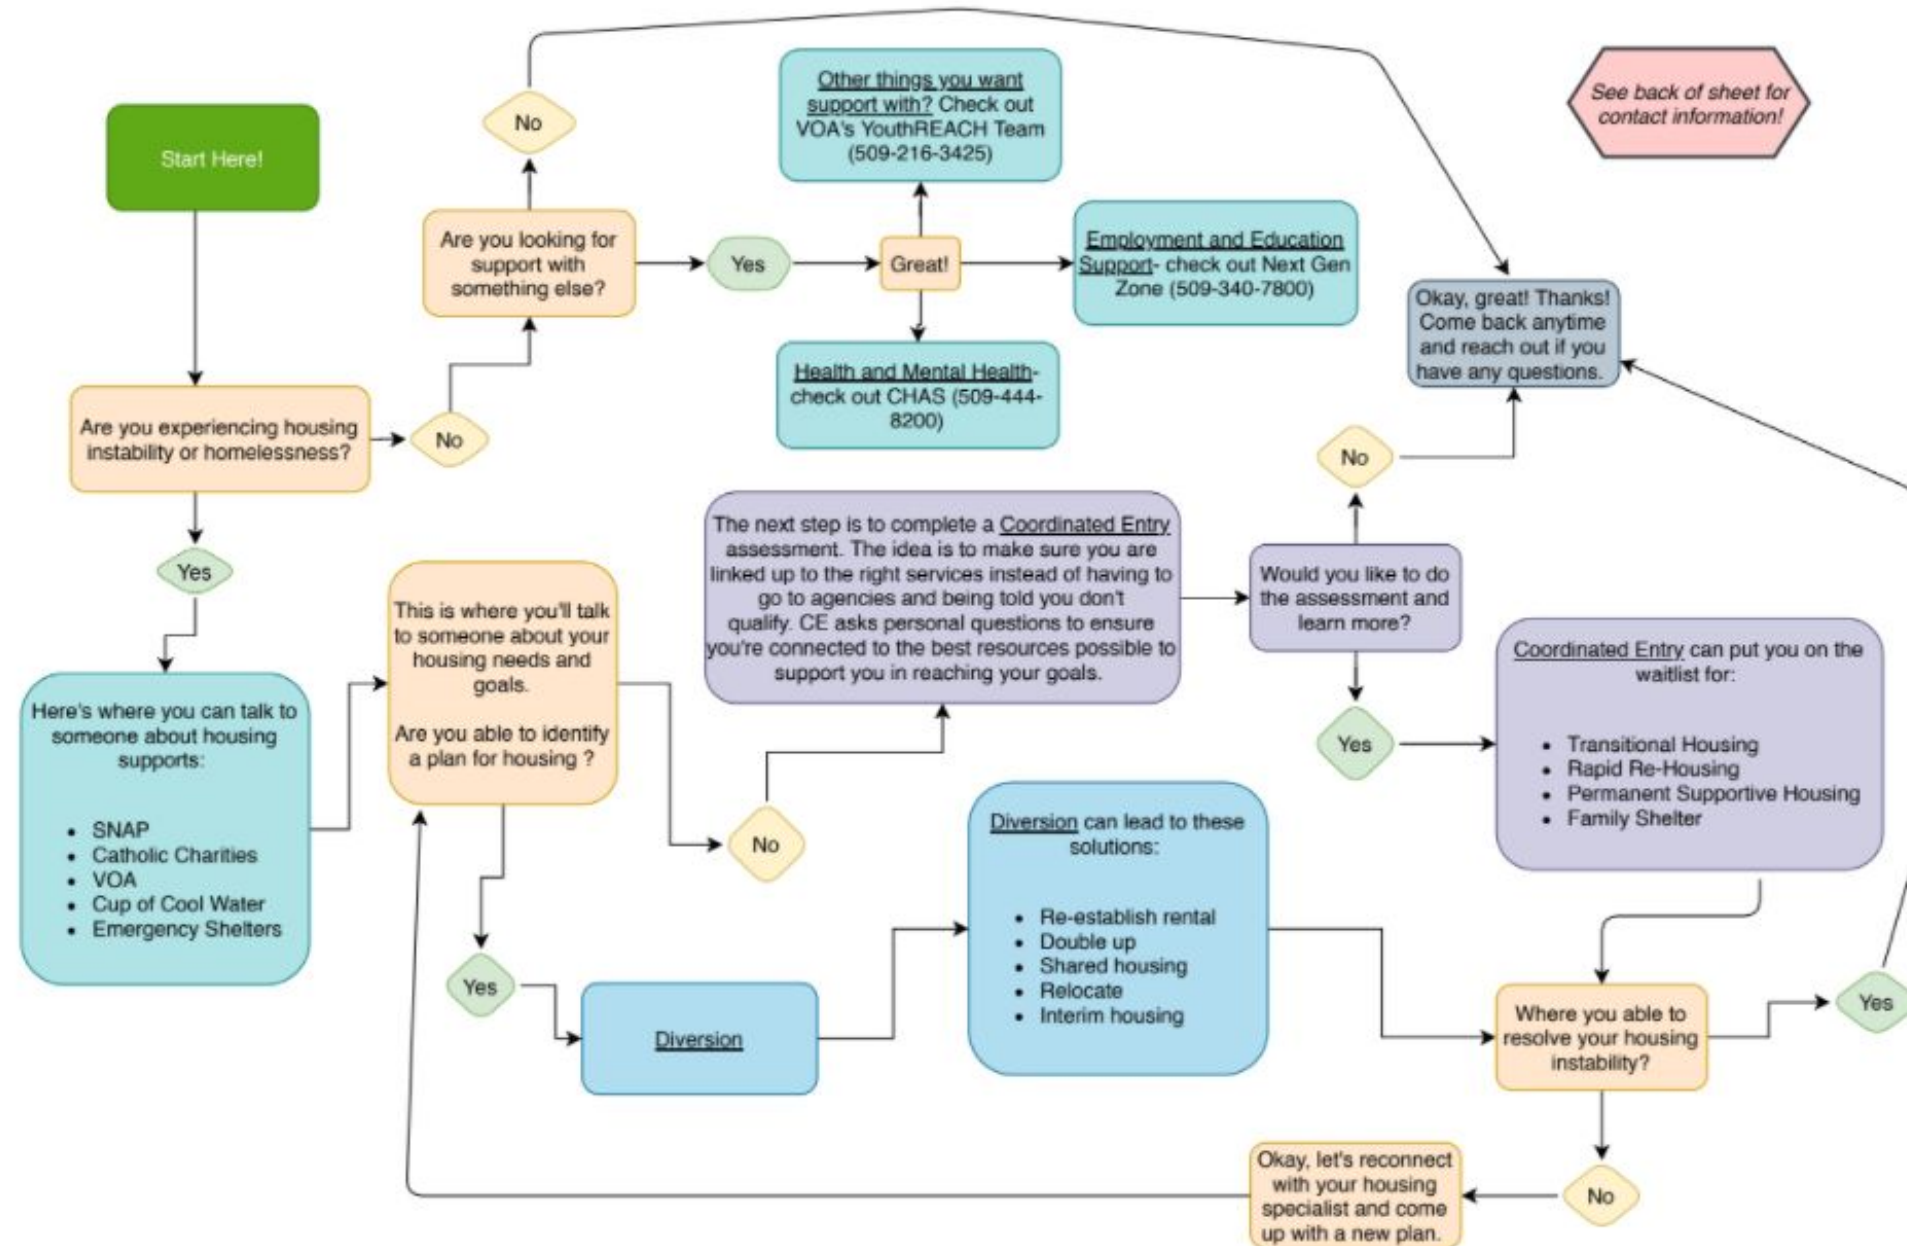 Start Here!
Are you experiencing housing
instability or homelessness?
No
Are you looking for
support with
something else?
No
Yes
Great!
Other things you want
support with? Check out
VOA's YouthREACH Team
(509-216-3425)
Employment and Education
Support- check out Next Gen
Zone (509-340-7800)
Health and Mental Health-
check out CHAS (509-444-
8200)
See back of sheet for
contact information!
Okay, great! Thanks!
Come back anytime
and reach out if you
have any questions.
Yes
Here's where you can talk to
someone about housing
supports:
• SNAP
• Catholic Charities
• VOA
• Cup of Cool Water
• Emergency Shelters
This is where you'll talk
to someone about your
housing needs and
goals.
Are you able to identify
a plan for housing ?
No
The next step is to complete a Coordinated Entry
assessment. The idea is to make sure you are
linked up to the right services instead of having to
go to agencies and being told you don't
qualify. CE asks personal questions to ensure
you're connected to the best resources possible to
support you in reaching your goals.
Would you like to do
the assessment and
learn more?
No
Yes
Coordinated Entry can put you on the
waitlist for:
• Transitional Housing
• Rapid Re-Housing
• Permanent Supportive Housing
• Family Shelter
Yes
Diversion
Diversion can lead to these
solutions:
• Re-establish rental
• Double up
• Shared housing
• Relocate
• Interim housing
Where you able to
resolve your housing
instability?
Yes
No
Okay, let's reconnect
with your housing
specialist and come
up with a new plan.